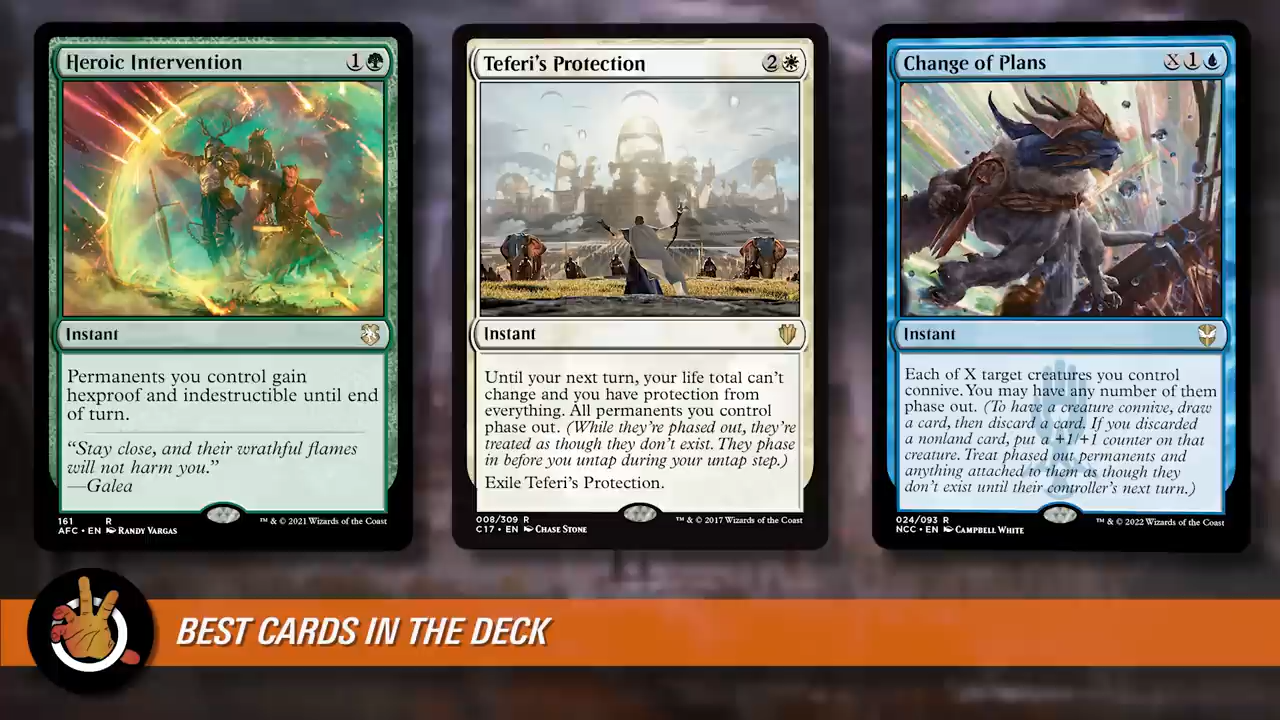 Heroic Intervention 1
Instant
Permanents you control gain
hexproof and indestructible until end
of turn.
“Stay close, and their wrathful flames
will not harm you.”
—Galea
161 R
AFC • EN RANDY VARGAS
™ & © 2021 Wizards of the Coast
Teferi's Protection 2
Instant
Until your next turn, your life total can't
change and you have protection from
everything. All permanents you control
phase out. (While they're phased out, they're
treated as though they don't exist. They phase
in before you untap during your untap step.)
Exile Teferi's Protection.
008/309 R
C17 • EN CHASE STONE
™ & © 2017 Wizards of the Coast
Change of Plans X 1
Instant
Each of X target creatures you control
connive. You may have any number of them
phase out. (To have a creature connive, draw
a card, then discard a card. If you discarded
a nonland card, put a +1/+1 counter on that
creature. Treat phased out permanents and
anything attached to them as though they
don't exist until their controller's next turn.)
024/093 R
NCC • EN CAMPBELL WHITE
™ & © 2022 Wizards of the Coast
BEST CARDS IN THE DECK